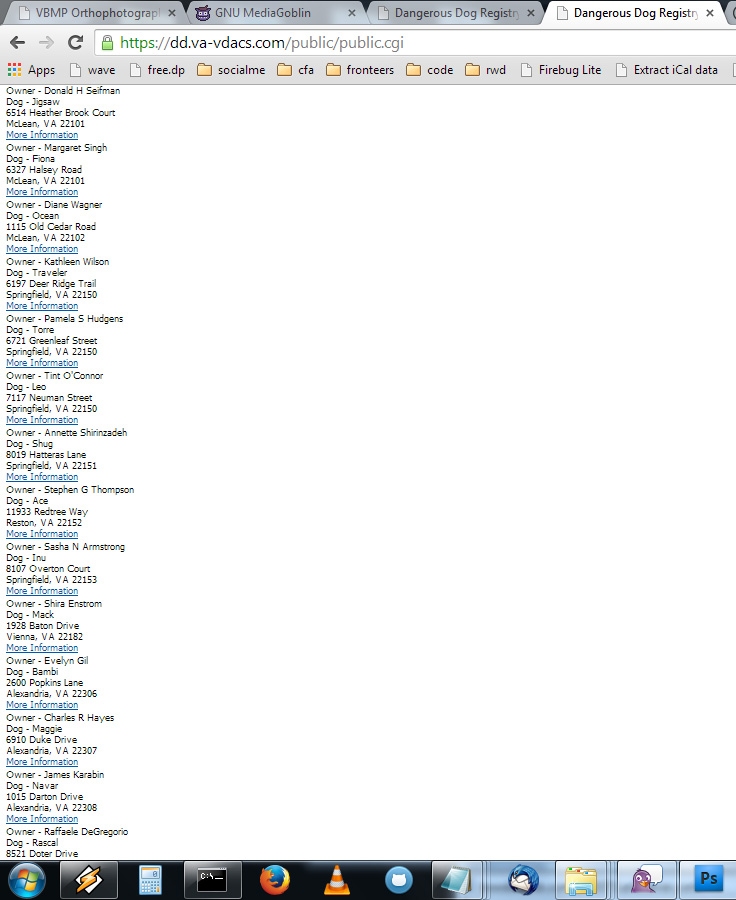 VBMP Orthophotograph
GNU MediaGoblin
Dangerous Dog Registry
Dangerous Dog Registry
https://dd.va-vdacs.com/public/public.cgi
Apps wave free.dp socialme cfa fronteers code rwd Firebug Lite Extract iCal data
Owner - Donald H Seifman
Dog - Jigsaw
6514 Heather Brook Court
McLean, VA 22101
More Information
Owner - Margaret Singh
Dog - Fiona
6327 Halsey Road
McLean, VA 22101
More Information
Owner - Diane Wagner
Dog - Ocean
1115 Old Cedar Road
McLean, VA 22102
More Information
Owner - Kathleen Wilson
Dog - Traveler
6197 Deer Ridge Trail
Springfield, VA 22150
More Information
Owner - Pamela S Hudgens
Dog - Torre
6721 Greenleaf Street
Springfield, VA 22150
More Information
Owner - Tint O'Connor
Dog - Leo
7117 Neuman Street
Springfield, VA 22150
More Information
Owner - Annette Shirinzadeh
Dog - Shug
8019 Hatteras Lane
Springfield, VA 22151
More Information
Owner - Stephen G Thompson
Dog - Ace
11933 Redtree Way
Reston, VA 22152
More Information
Owner - Sasha N Armstrong
Dog - Inu
8107 Overton Court
Springfield, VA 22153
More Information
Owner - Shira Enstrom
Dog - Mack
1928 Baton Drive
Vienna, VA 22182
More Information
Owner - Evelyn Gil
Dog - Bambi
2600 Popkins Lane
Alexandria, VA 22306
More Information
Owner - Charles R Hayes
Dog - Maggie
6910 Duke Drive
Alexandria, VA 22307
More Information
Owner - James Karabin
Dog - Navar
1015 Darton Drive
Alexandria, VA 22308
More Information
Owner - Raffaele DeGregorio
Dog - Rascal
8521 Doter Drive
C:\
Ps